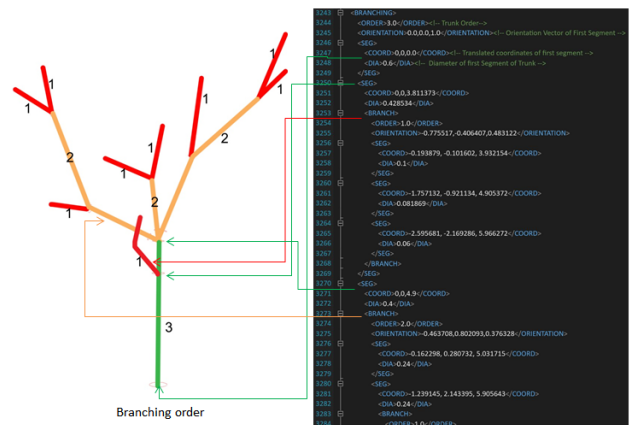 1
1
1
2
1
1
1
2
1
2
1
1
3
Branching order
3243 <BRANCHING>
3244 <ORDER>3.0</ORDER><!-- Trunk Order-->
3245 <ORIENTATION>0.0,0.0,1.0</ORIENTATION><!-- Orientation Vector of First Segment -->
3246 <SEG>
3247 <COORD>0,0,0.0</COORD><!-- Translated coordinates of first segment -->
3248 <DIA>0.6</DIA><!-- Diameter of first Segment of Trunk -->
3249 </SEG>
3250 <SEG>
3251 <COORD>0,0,3.811373</COORD>
3252 <DIA>0.428534</DIA>
3253 <BRANCH>
3254 <ORDER>1.0</ORDER>
3255 <ORIENTATION>-0.775517,-0.406407,0.483122</ORIENTATION>
3256 <SEG>
3257 <COORD>-0.193879, -0.101602, 3.932154</COORD>
3258 <DIA>0.1</DIA>
3259 </SEG>
3260 <SEG>
3261 <COORD>-1.757132, -0.921134, 4.905372</COORD>
3262 <DIA>0.081869</DIA>
3263 </SEG>
3264 <SEG>
3265 <COORD>-2.595681, -2.169286, 5.966272</COORD>
3266 <DIA>0.06</DIA>
3267 </SEG>
3268 </BRANCH>
3269 </SEG>
3270 <SEG>
3271 <COORD>0,0,4.9</COORD>
3272 <DIA>0.4</DIA>
3273 <BRANCH>
3274 <ORDER>2.0</ORDER>
3275 <ORIENTATION>-0.463708,0.802093,0.376328</ORIENTATION>
3276 <SEG>
3277 <COORD>-0.162298, 0.280732, 5.031715</COORD>
3278 <DIA>0.24</DIA>
3279 </SEG>
3280 <SEG>
3281 <COORD>-1.239145, 2.143395, 5.905643</COORD>
3282 <DIA>0.24</DIA>
3283 <BRANCH>
3284 <ORDER>1.0</ORDER>